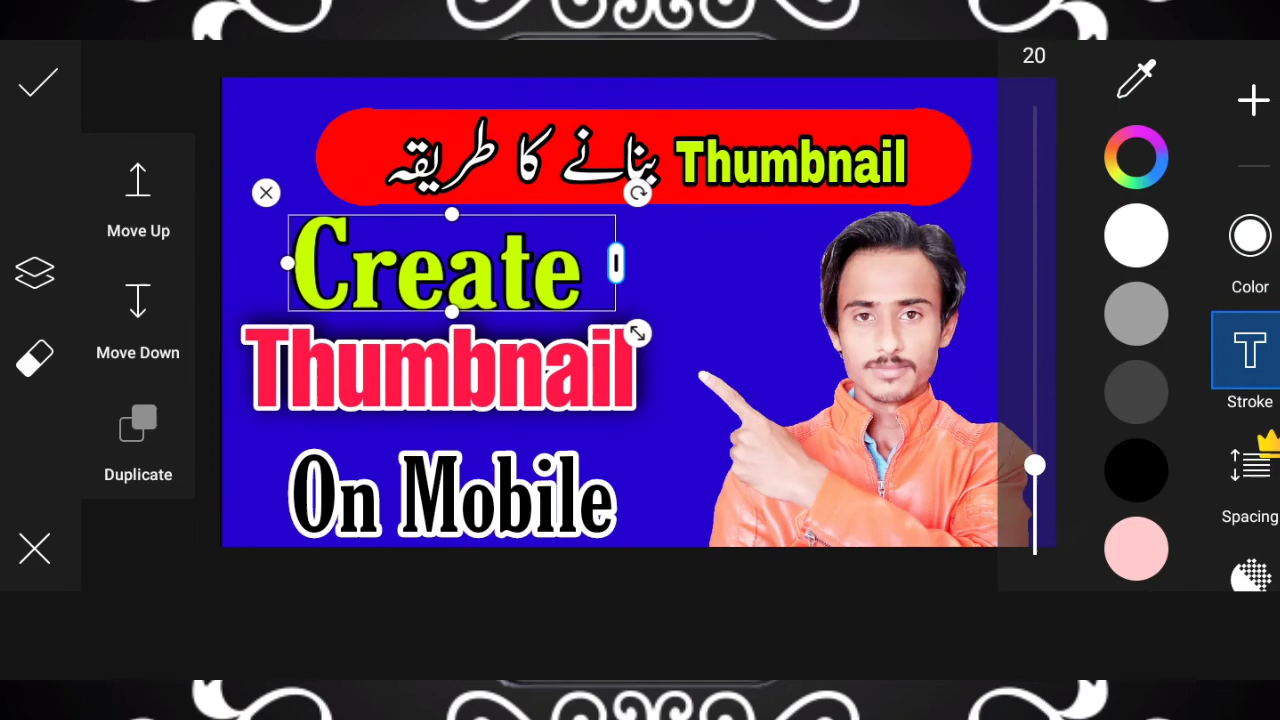 20
Thumbnail بنانے کا طریقہ
Create
Thumbnail
On Mobile
Move Up
Move Down
Duplicate
Color
Stroke
Spacing